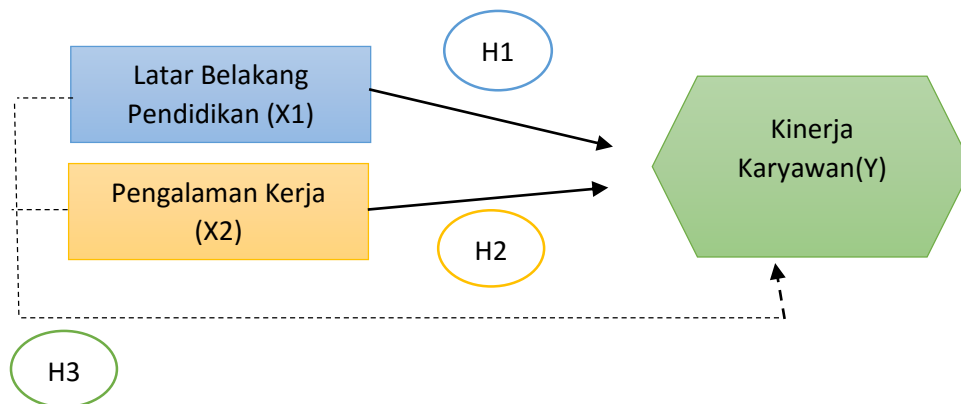 H1
Latar Belakang
Pendidikan (X1)
Kinerja
Karyawan(Y)
Pengalaman Kerja
(X2)
H2
H3